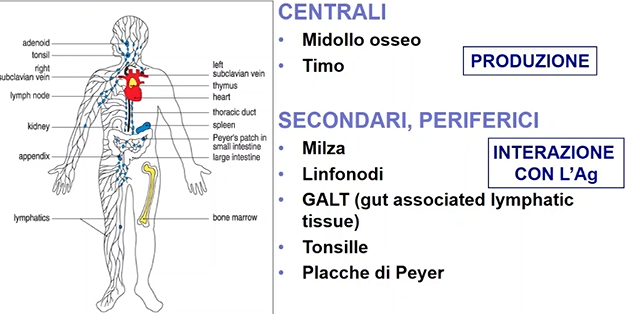 adenoid
tonsil
right
subclavian vein
lymph node
kidney
appendix
lymphatics
left
subclavian vein
thymus
heart
thoracic duct
spleen
Peyer's patch in
small intestine
large intestine
bone marrow
CENTRALI
• Midollo osseo
• Timo
PRODUZIONE
SECONDARI, PERIFERICI
• Milza
• Linfonodi
• GALT (gut associated lymphatic
tissue)
• Tonsille
• Placche di Peyer
INTERAZIONE
CON L'Ag